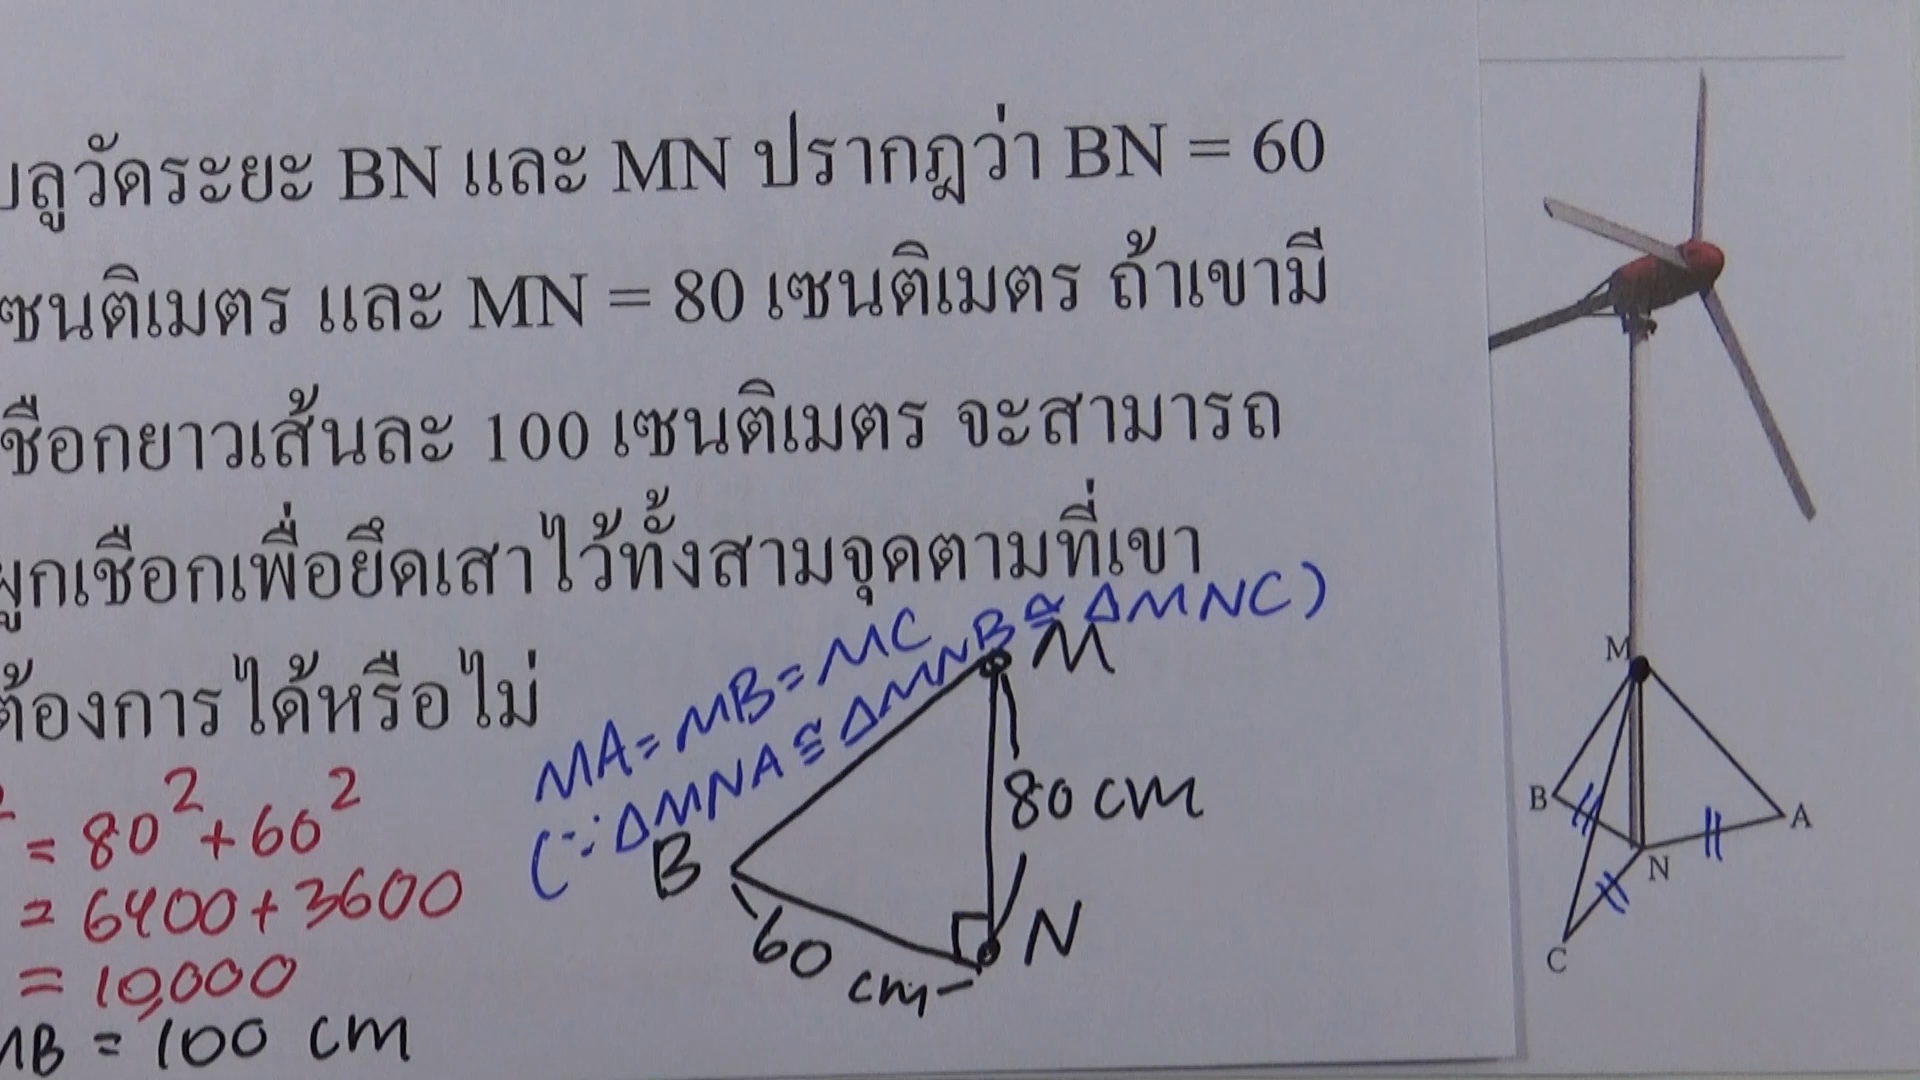 ลูวัดระยะ BN และ MN ปรากฎว่า BN = 60
ซนติเมตร และ MN = 80 เซนติเมตร ถ้าเขามี
ชือกยาวเส้นละ 100 เซนติเมตร จะสามารถ
ผูกเชือกเพื่อยึดเสาไว้ทั้งสามจุดตามที่เขา
ต้องการได้หรือไม่
MA = MB = MC
(∵ ΔMNA ≅ ΔMNB ≅ ΔMNC)
2 = 80² + 60²
= 6400 + 3600
= 10,000
MB = 100 cm
M
80 cm
B
60 cm
N
M
B
A
N
C